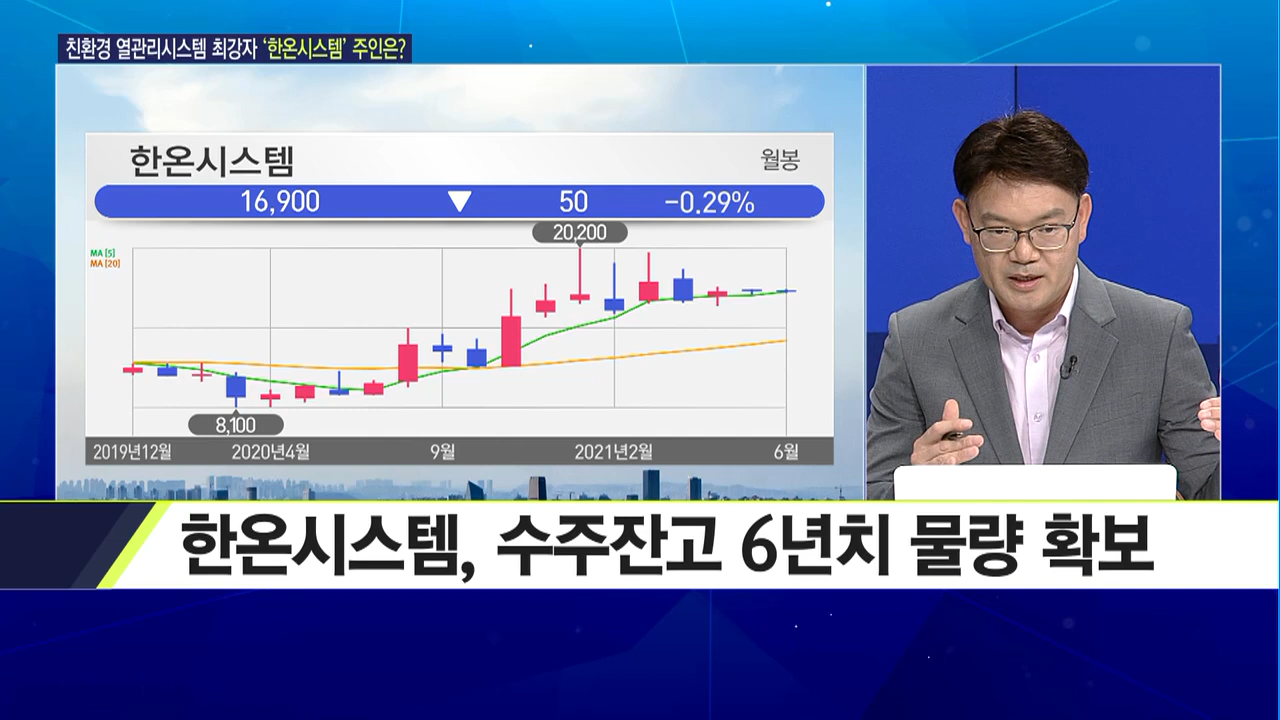 친환경 열관리시스템 최강자 ‘한온시스템’ 주인은?
한온시스템
월봉
16,900 ▼ 50 -0.29%
20,200
MA [5]
MA [20]
8,100
2019년12월 2020년4월 9월 2021년2월 6월
한온시스템, 수주잔고 6년치 물량 확보